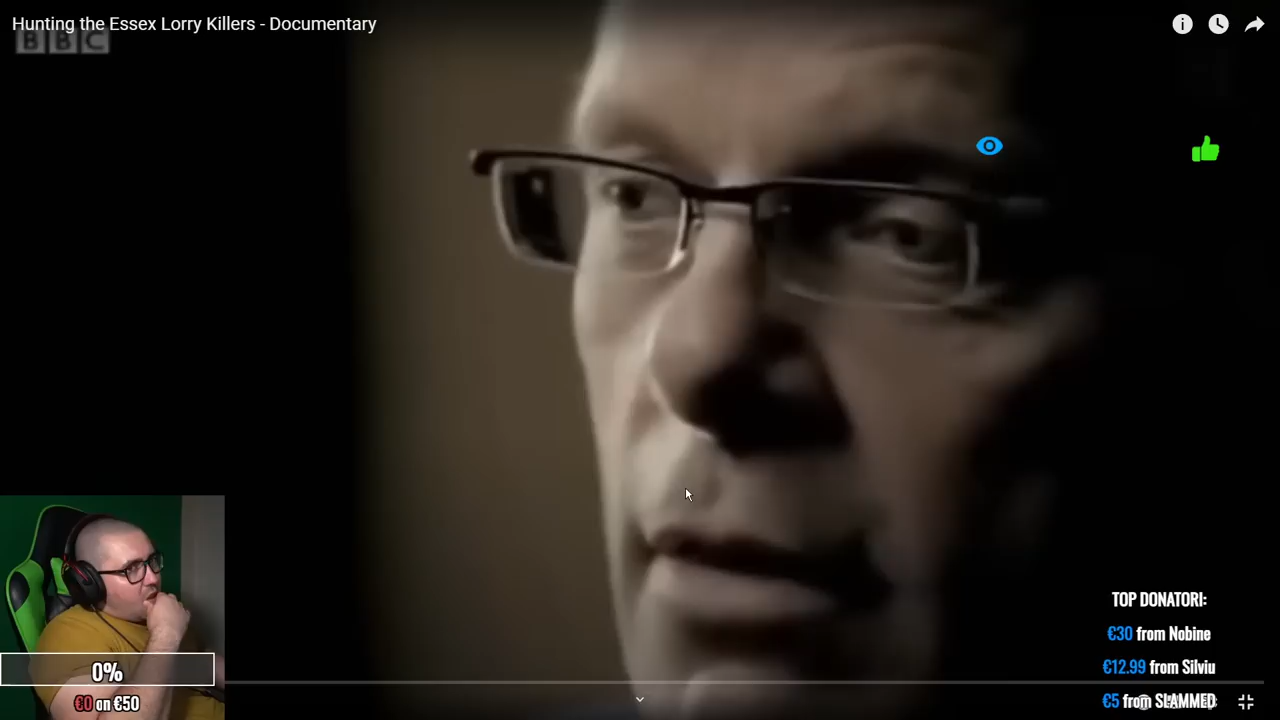 Hunting the Essex Lorry Killers - Documentary
BBC
TOP DONATORI:
€30 from Nobine
€12.99 from Silviu
€5 from SLAMMED
0%
€0 on €50